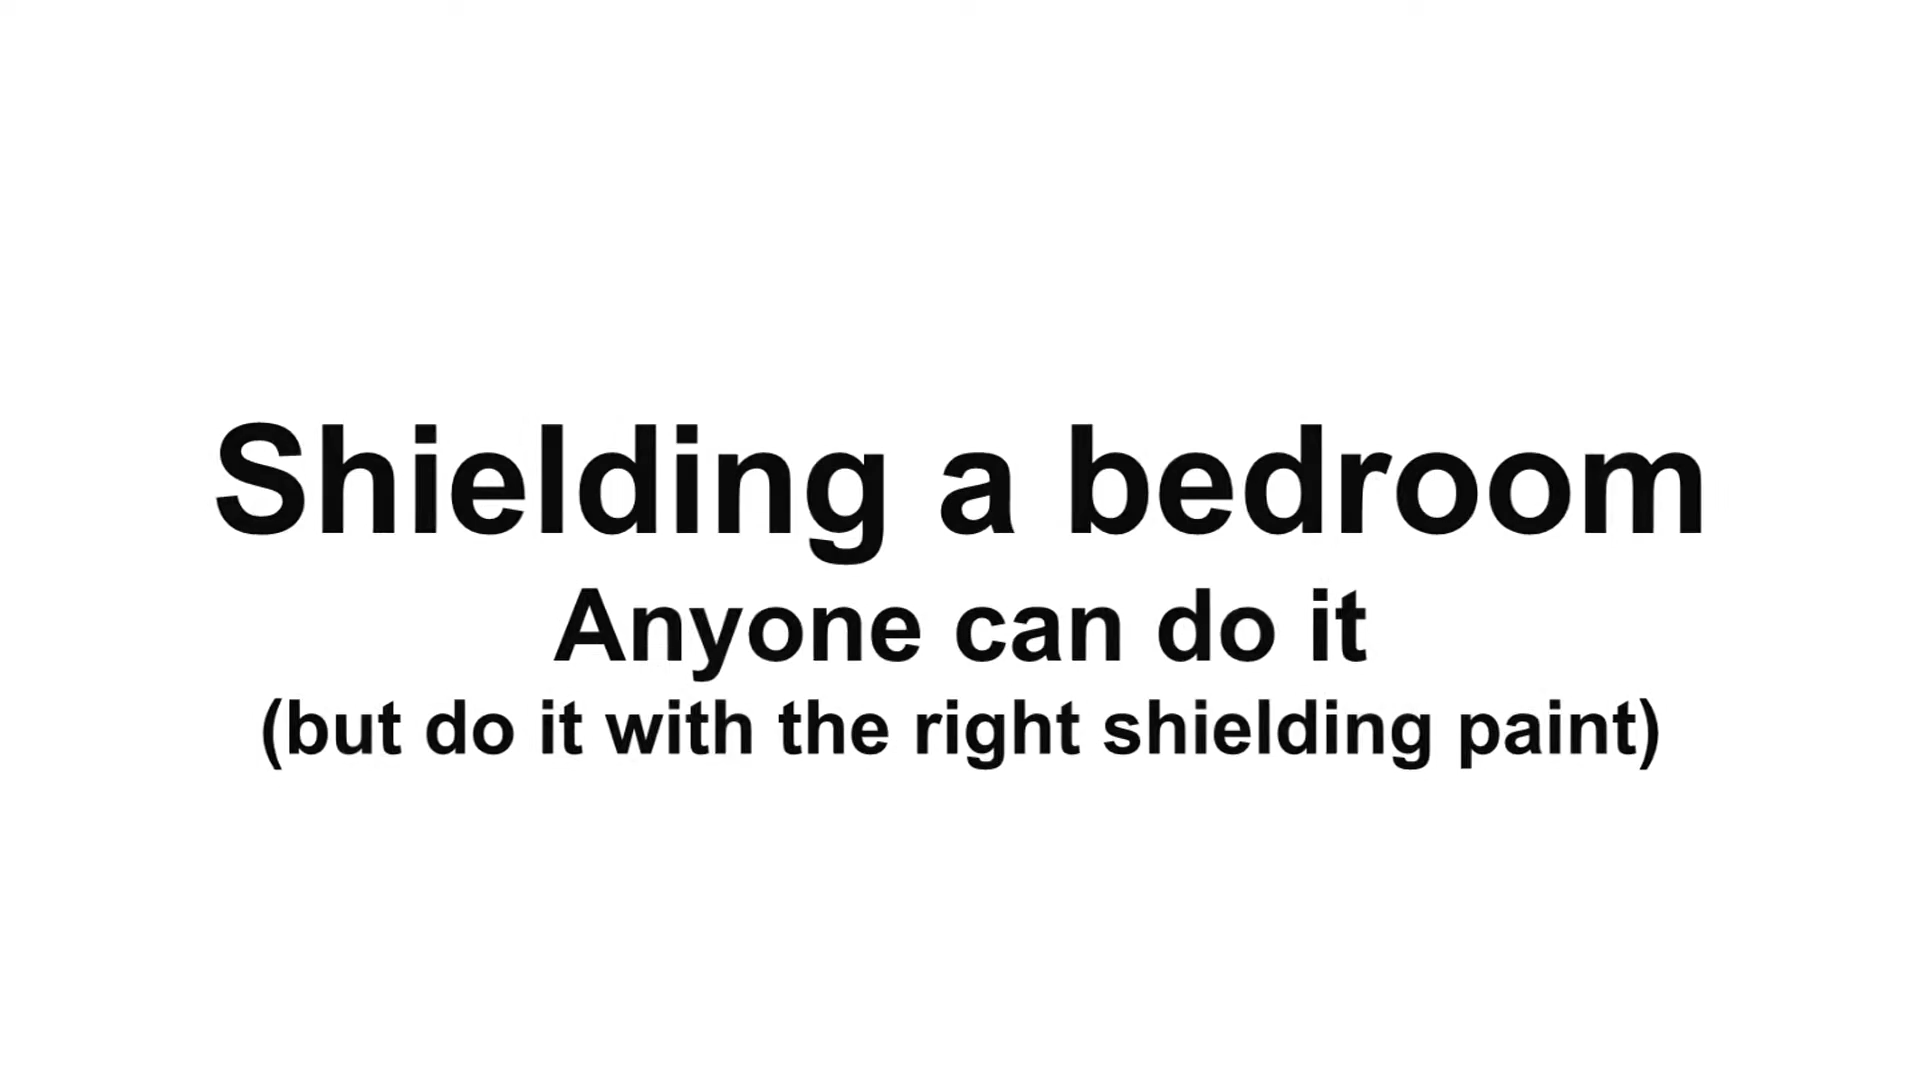 Shielding a bedroom
Anyone can do it
(but do it with the right shielding paint)